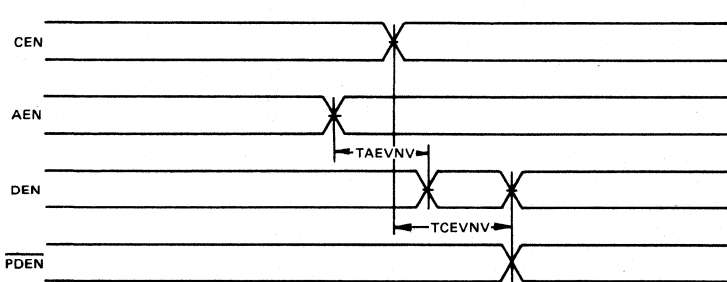 CEN
AEN
TAEVNV
DEN
TCEVNV
PDEN